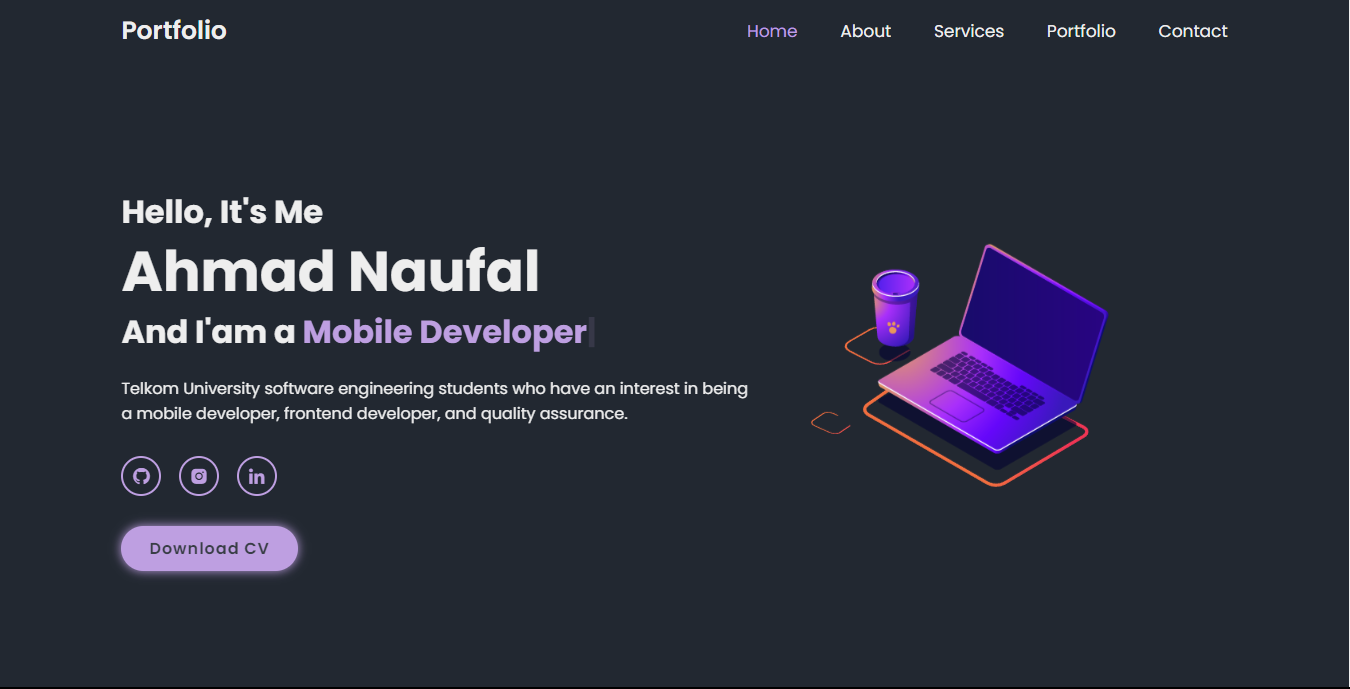 Portfolio
Home About Services Portfolio Contact
Hello, It's Me
Ahmad Naufal
And I'am a Mobile Developer
Telkom University software engineering students who have an interest in being
a mobile developer, frontend developer, and quality assurance.
in
Download CV